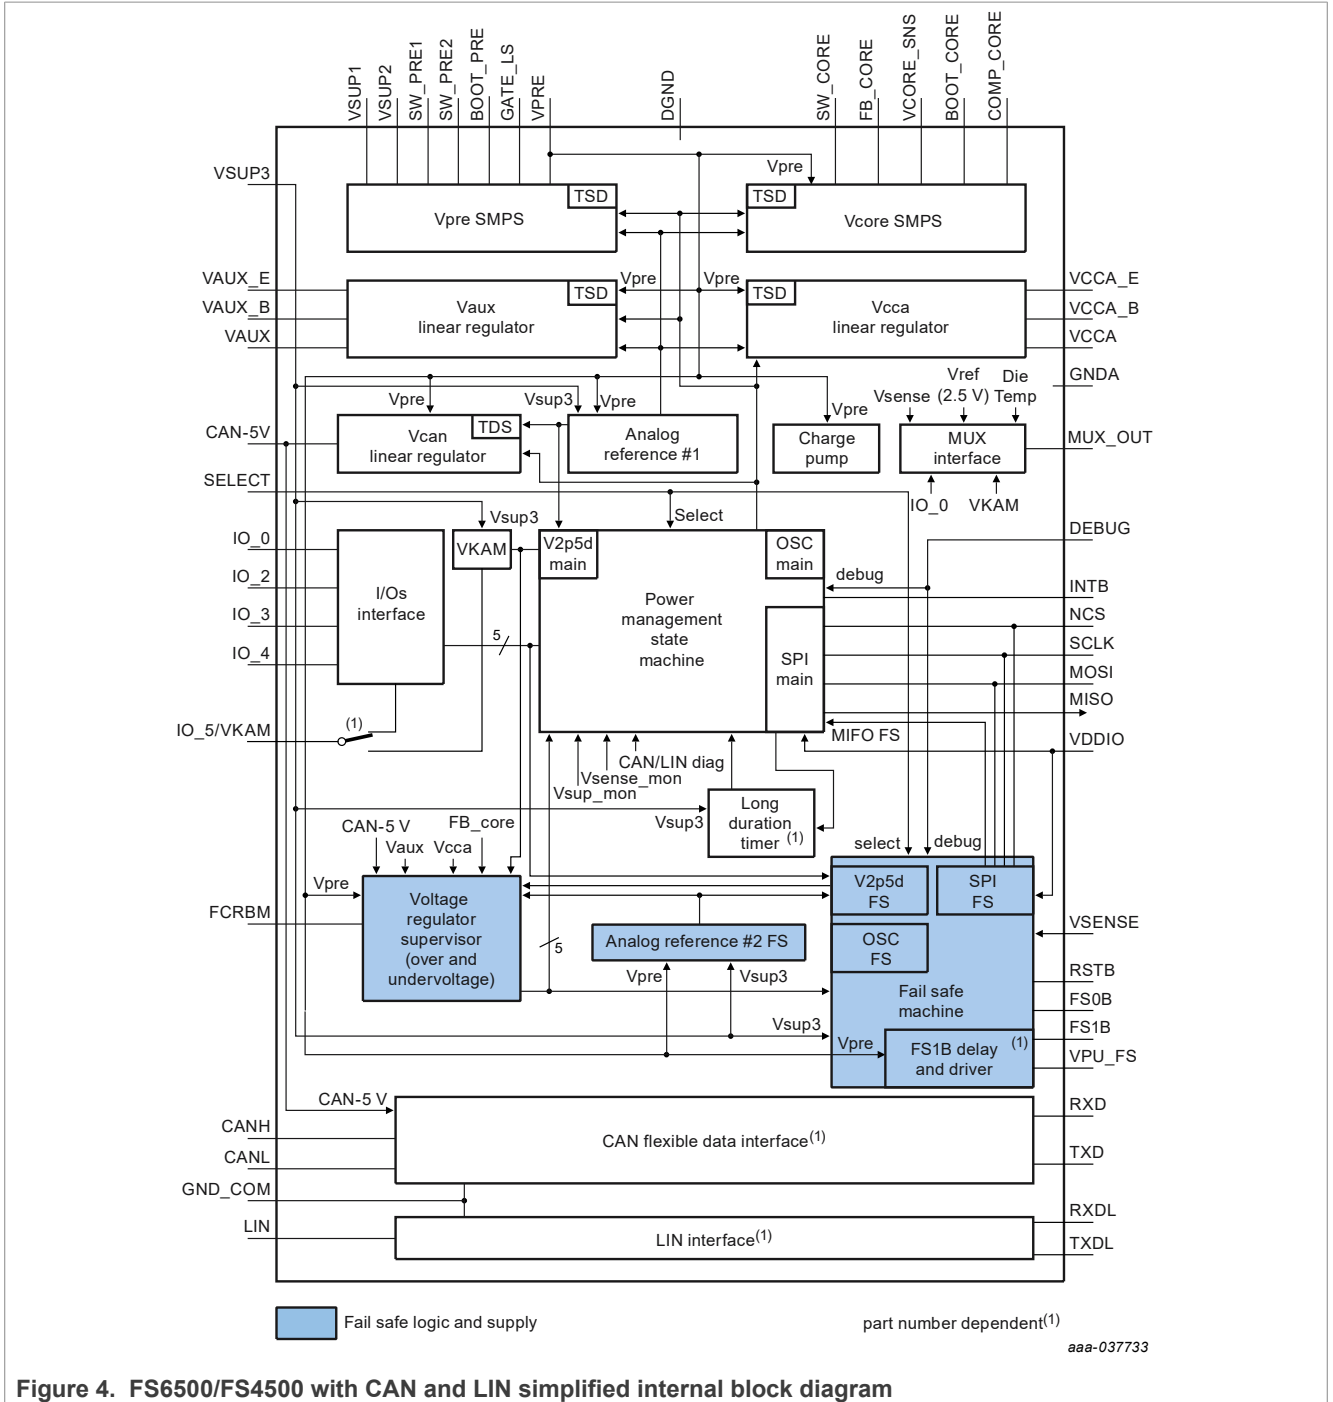 VSUP1
VSUP2
SW_PRE1
SW_PRE2
BOOT_PRE
GATE_LS
VPRE
DGND
SW_CORE
FB_CORE
VCORE_SNS
BOOT_CORE
COMP_CORE
VSUP3
Vpre
TSD
Vpre SMPS
TSD
Vcore SMPS
VAUX_E
VAUX_B
VAUX
Vpre
Vpre
TSD
Vaux
linear regulator
TSD
Vcca
linear regulator
VCCA_E
VCCA_B
VCCA
GNDA
Vpre
Vsup3
Vpre
Vpre
Vsense
Vref
(2.5 V)
Die
Temp
CAN-5V
TDS
Vcan
linear regulator
Analog
reference #1
Charge
pump
MUX
interface
MUX_OUT
SELECT
IO_0
VKAM
Vsup3
Select
DEBUG
IO_0
IO_2
IO_3
IO_4
I/Os
interface
VKAM
V2p5d
main
OSC
main
debug
Power
management
state
machine
SPI
main
5
INTB
NCS
SCLK
MOSI
MISO
IO_5/VKAM
(1)
MIFO FS
VDDIO
CAN/LIN diag
Vsense_mon
Vsup_mon
Vsup3
Long
duration
timer (1)
CAN-5 V
FB_core
Vaux
Vcca
select
debug
Vpre
FCRBM
Voltage
regulator
supervisor
(over and
undervoltage)
V2p5d
FS
SPI
FS
OSC
FS
Analog reference #2 FS
5
Vpre
Vsup3
VSENSE
Fail safe
machine
RSTB
FS0B
FS1B
VPU_FS
Vsup3
Vpre
FS1B delay
and driver
(1)
CAN-5 V
CANH
CANL
CAN flexible data interface(1)
RXD
TXD
GND_COM
LIN
LIN interface(1)
RXDL
TXDL
Fail safe logic and supply
part number dependent(1)
aaa-037733
Figure 4. FS6500/FS4500 with CAN and LIN simplified internal block diagram